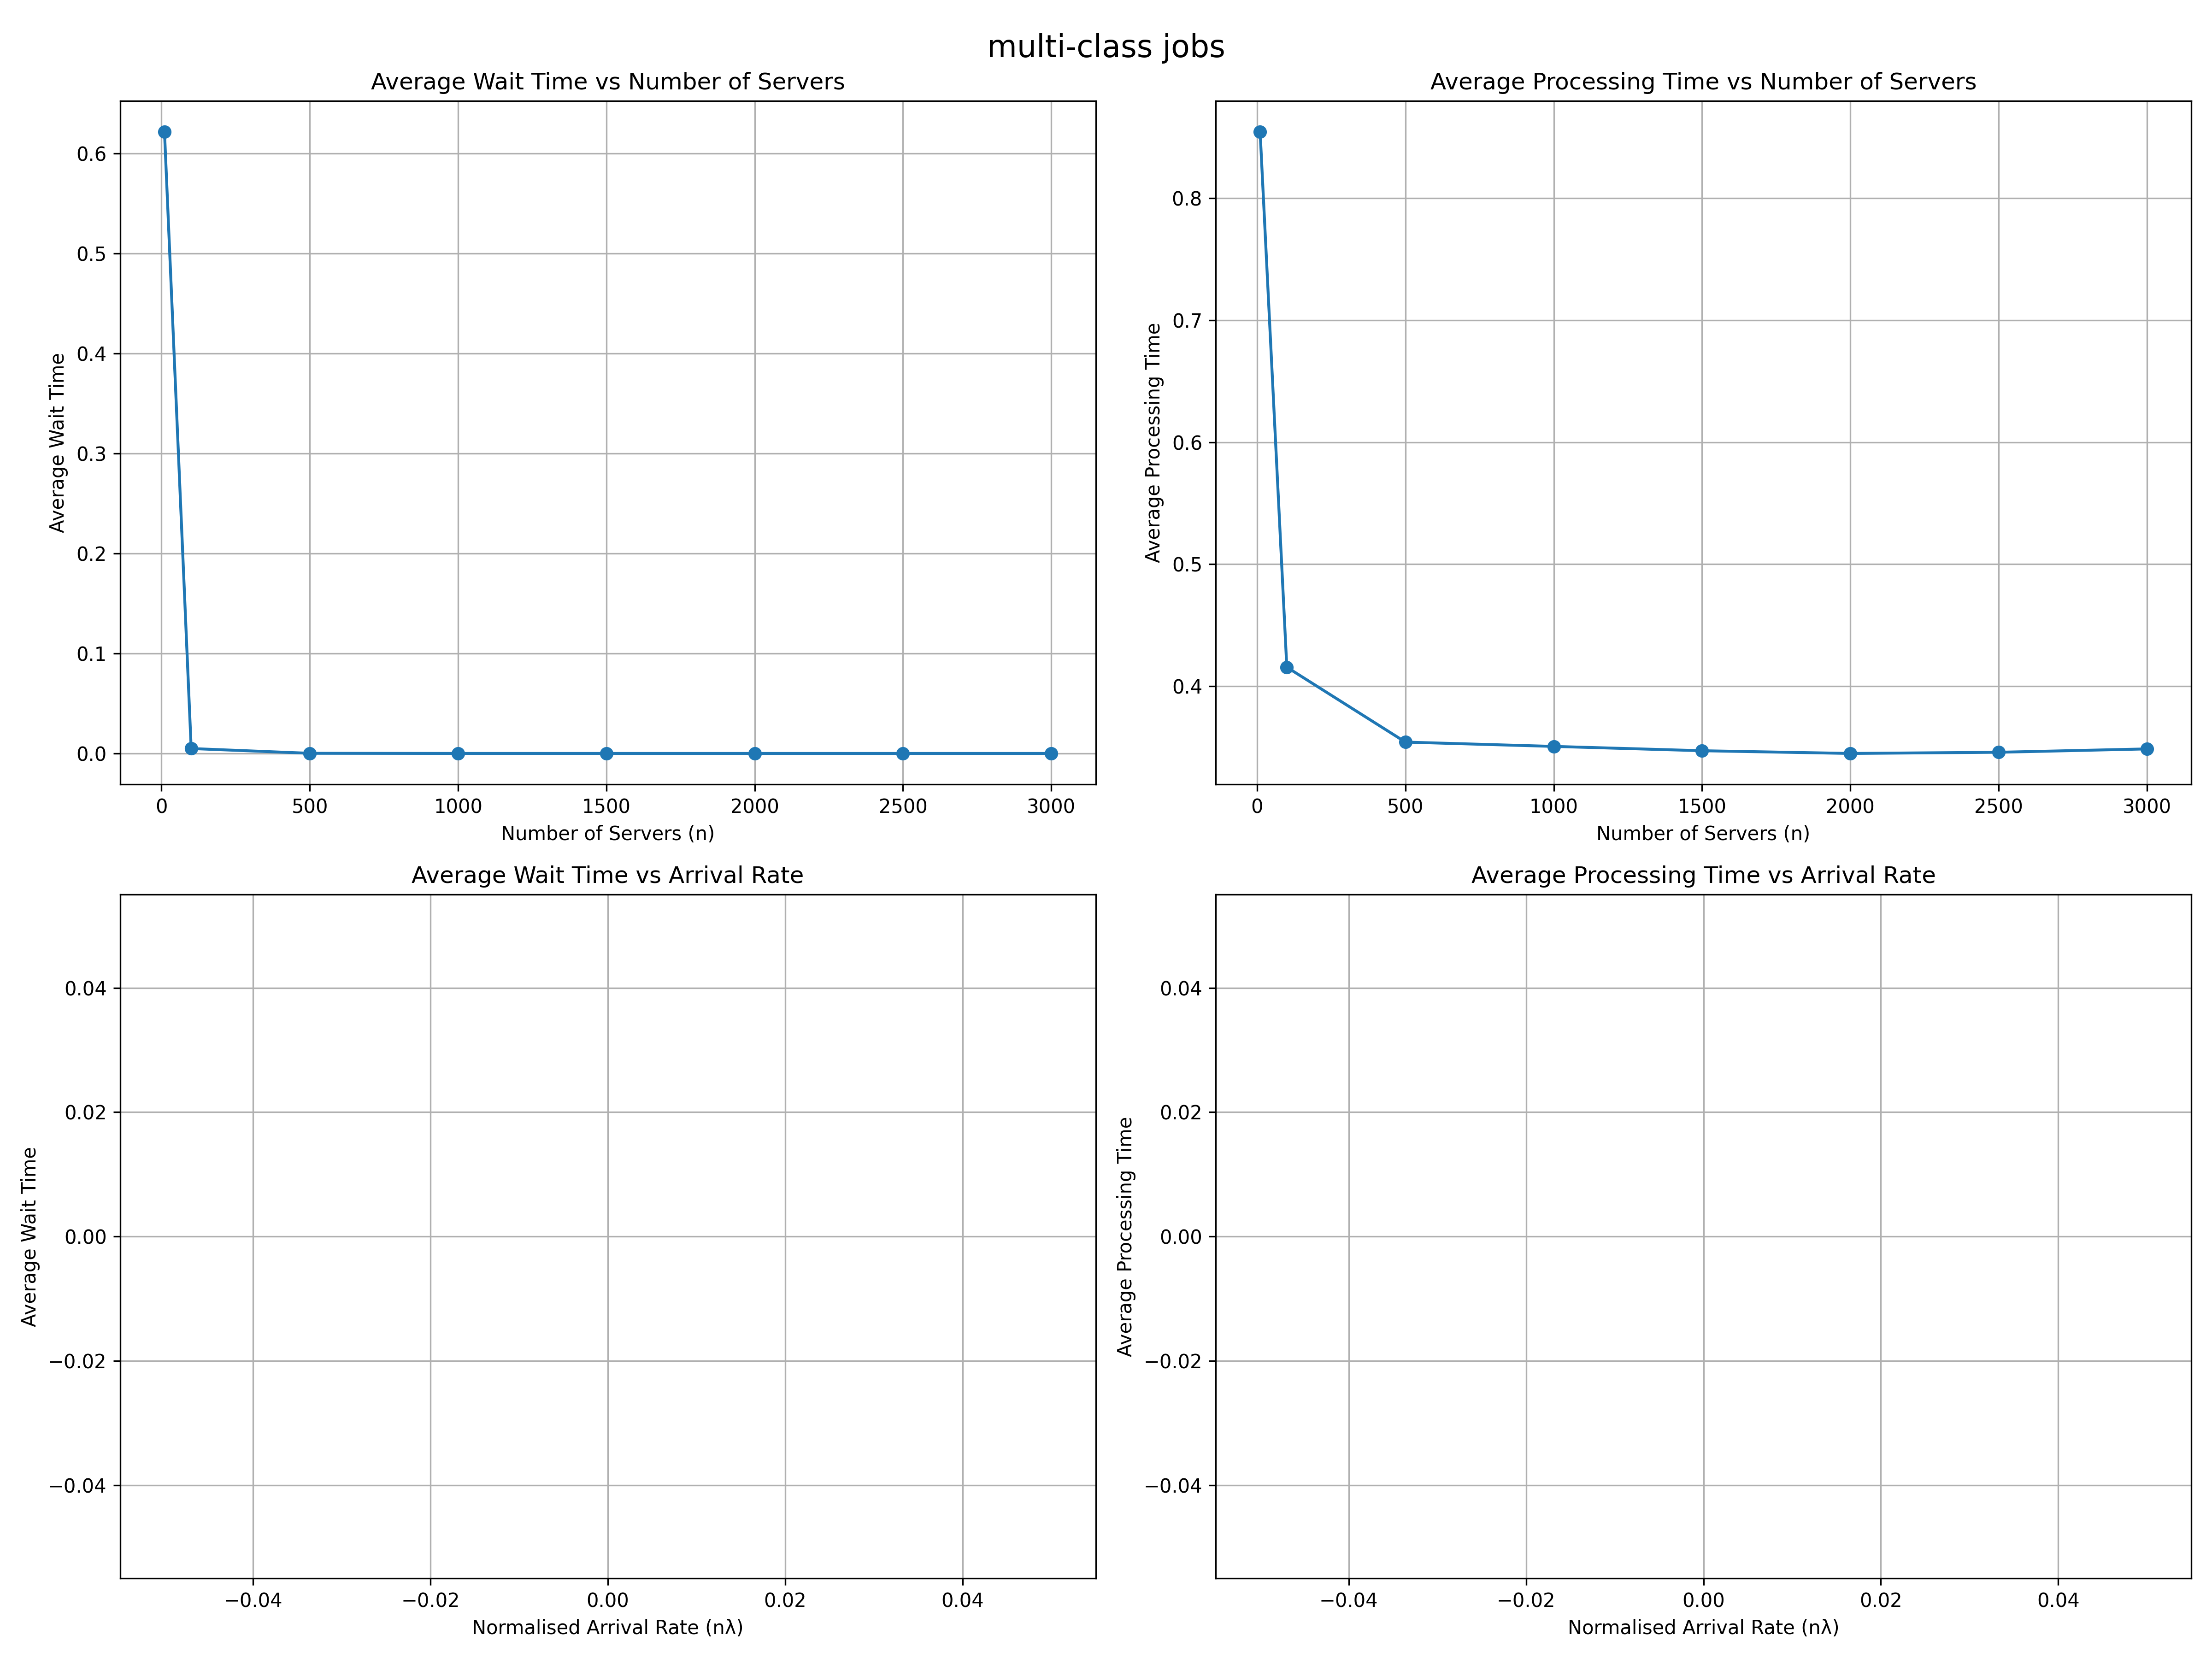 multi-class jobs
Average Wait Time vs Number of Servers
Average Wait Time
0.6
0.5
0.4
0.3
0.2
0.1
0.0
0 500 1000 1500 2000 2500 3000
Number of Servers (n)
Average Processing Time vs Number of Servers
Average Processing Time
0.8
0.7
0.6
0.5
0.4
0 500 1000 1500 2000 2500 3000
Number of Servers (n)
Average Wait Time vs Arrival Rate
Average Wait Time
0.04
0.02
0.00
−0.02
−0.04
−0.04 −0.02 0.00 0.02 0.04
Normalised Arrival Rate (nλ)
Average Processing Time vs Arrival Rate
Average Processing Time
0.04
0.02
0.00
−0.02
−0.04
−0.04 −0.02 0.00 0.02 0.04
Normalised Arrival Rate (nλ)